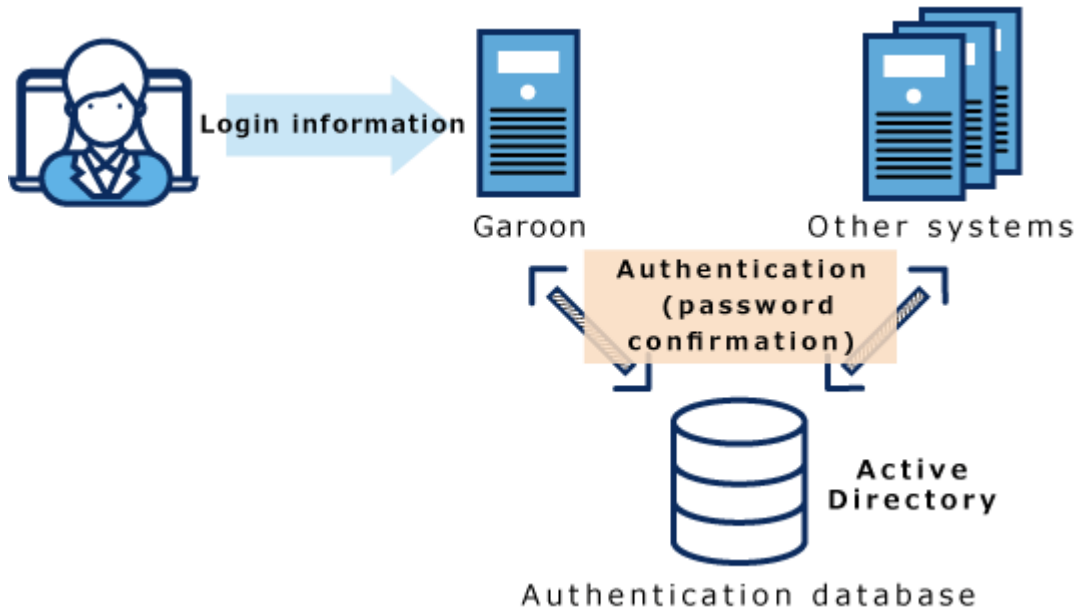 Login information
Garoon
Other systems
Authentication
(password
confirmation)
Active
Directory
Authentication database